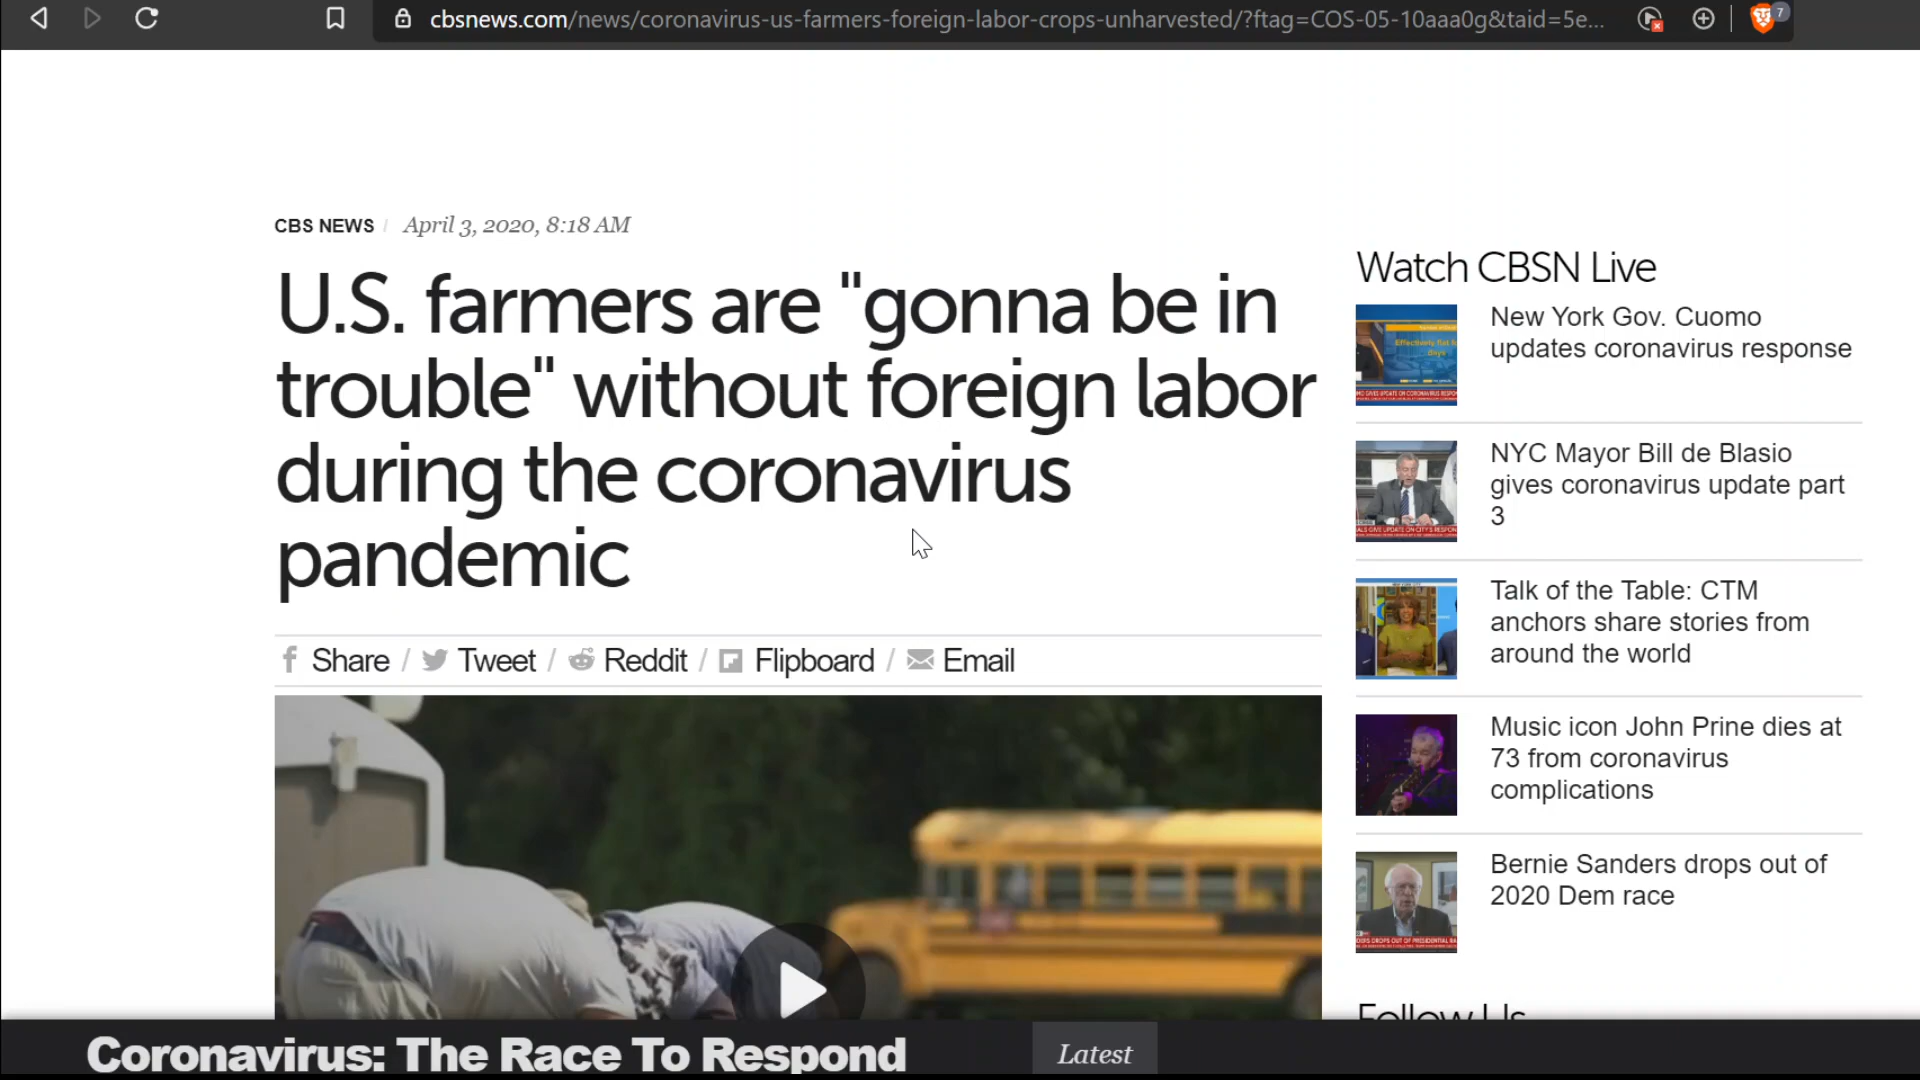 cbsnews.com/news/coronavirus-us-farmers-foreign-labor-crops-unharvested/?ftag=COS-05-10aaa0g&taid=5e...
7
CBS NEWS / April 3, 2020, 8:18 AM
U.S. farmers are "gonna be in
trouble" without foreign labor
during the coronavirus
pandemic
Share / Tweet / Reddit / Flipboard / Email
Watch CBSN Live
New York Gov. Cuomo
updates coronavirus response
NYC Mayor Bill de Blasio
gives coronavirus update part
3
Talk of the Table: CTM
anchors share stories from
around the world
Music icon John Prine dies at
73 from coronavirus
complications
Bernie Sanders drops out of
2020 Dem race
Follow Us
Coronavirus: The Race To Respond
Latest